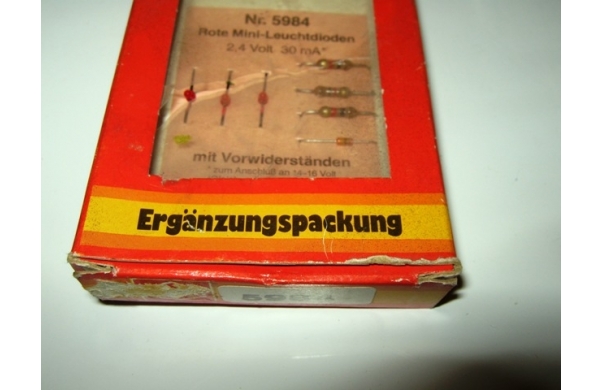 Nr. 5984
Rote Mini-Leuchtdioden
2,4 Volt 30 mA*
mit Vorwiderständen
*zum Anschluß an 14-16 Volt
Ergänzungspackung
5984